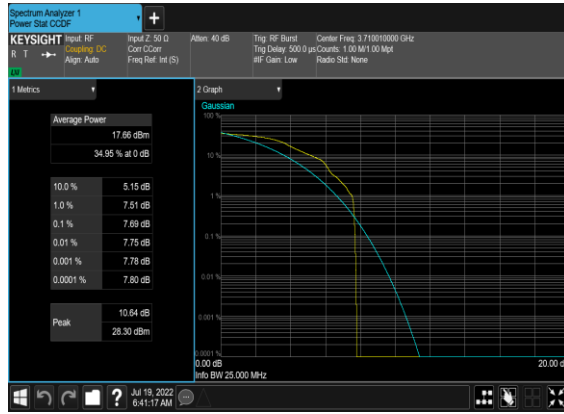 Spectrum Analyzer 1
Power Stat CCDF
KEYSIGHT
R T
LXI
Input: RF
Coupling: DC
Align: Auto
Input Z: 50 Ω
Corr CCorr
Freq Ref: Int (S)
Atten: 40 dB
Trig: RF Burst
Trig Delay: 500.0 µs
#IF Gain: Low
Center Freq: 3.710010000 GHz
Counts: 1.00 M/1.00 Mpt
Radio Std: None
1 Metrics
Average Power
17.66 dBm
34.95 % at 0 dB
10.0 % 5.15 dB
1.0 % 7.51 dB
0.1 % 7.69 dB
0.01 % 7.75 dB
0.001 % 7.78 dB
0.0001 % 7.80 dB
Peak
10.64 dB
28.30 dBm
2 Graph
Gaussian
100 %
10 %
1 %
0.1 %
0.01 %
0.001 %
0.0001 %
0.00 dB
20.00 d
Info BW 25.000 MHz
?
Jul 19, 2022
6:41:17 AM